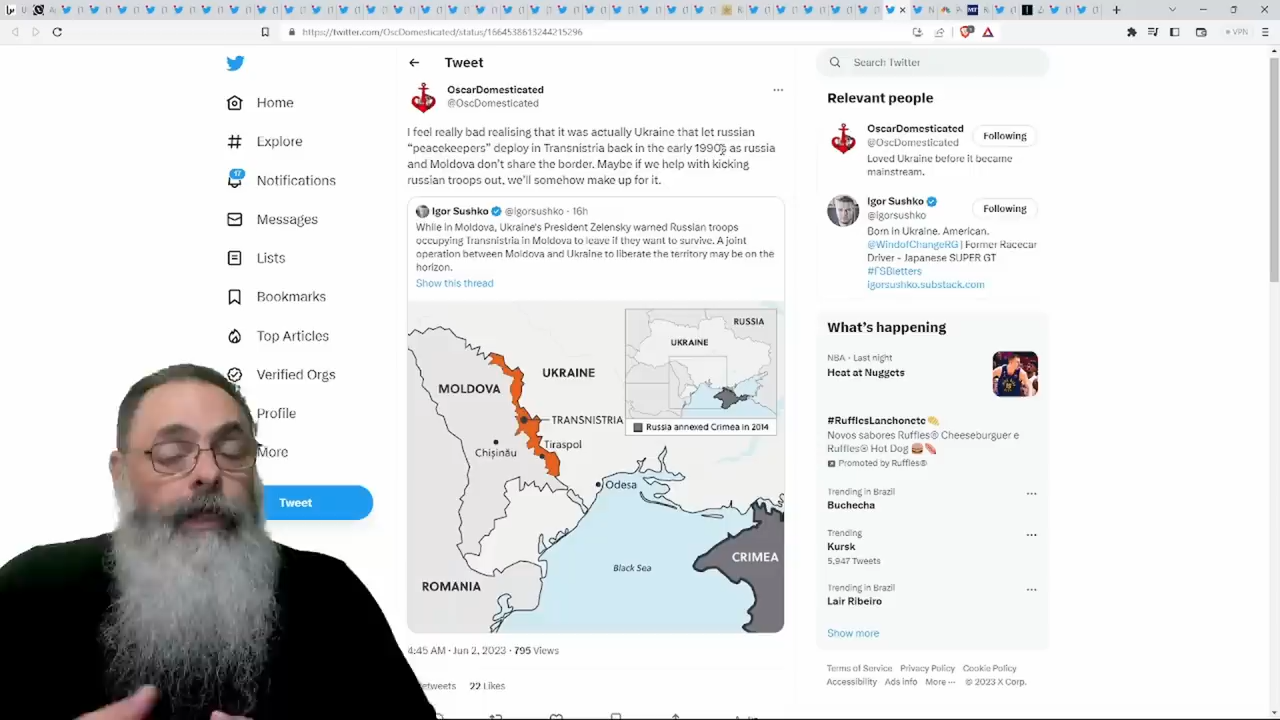 https://twitter.com/OscDomesticated/status/1664538613244215296
VPN
Home
Explore
17
Notifications
Messages
Lists
Bookmarks
Top Articles
Verified Orgs
Profile
More
Tweet
Tweet
OscarDomesticated
@OscDomesticated
I feel really bad realising that it was actually Ukraine that let russian
“peacekeepers” deploy in Transnistria back in the early 1990s as russia
and Moldova don't share the border. Maybe if we help with kicking
russian troops out, we'll somehow make up for it.
Igor Sushko @igorsushko · 16h
While in Moldova, Ukraine's President Zelensky warned Russian troops
occupying Transnistria in Moldova to leave if they want to survive. A joint
operation between Moldova and Ukraine to liberate the territory may be on the
horizon.
Show this thread
RUSSIA
UKRAINE
Russia annexed Crimea in 2014
UKRAINE
MOLDOVA
TRANSNISTRIA
Tiraspol
Chișinău
Odesa
CRIMEA
Black Sea
ROMANIA
4:45 AM · Jun 2, 2023 · 795 Views
22 Likes
Search Twitter
Relevant people
OscarDomesticated
@OscDomesticated
Following
Loved Ukraine before it became
mainstream.
Igor Sushko
@igorsushko
Following
Born in Ukraine. American.
@WindofChangeRG | Former Racecar
Driver - Japanese SUPER GT
#FSBletters
igorsushko.substack.com
What's happening
NBA · Last night
Heat at Nuggets
#RufflesLanchonete
Novos sabores Ruffles® Cheeseburguer e
Ruffles® Hot Dog
Promoted by Ruffles®
Trending in Brazil
Buchecha
Trending
Kursk
5,947 Tweets
Trending in Brazil
Lair Ribeiro
Show more
Terms of Service Privacy Policy Cookie Policy
Accessibility Ads info More ··· © 2023 X Corp.